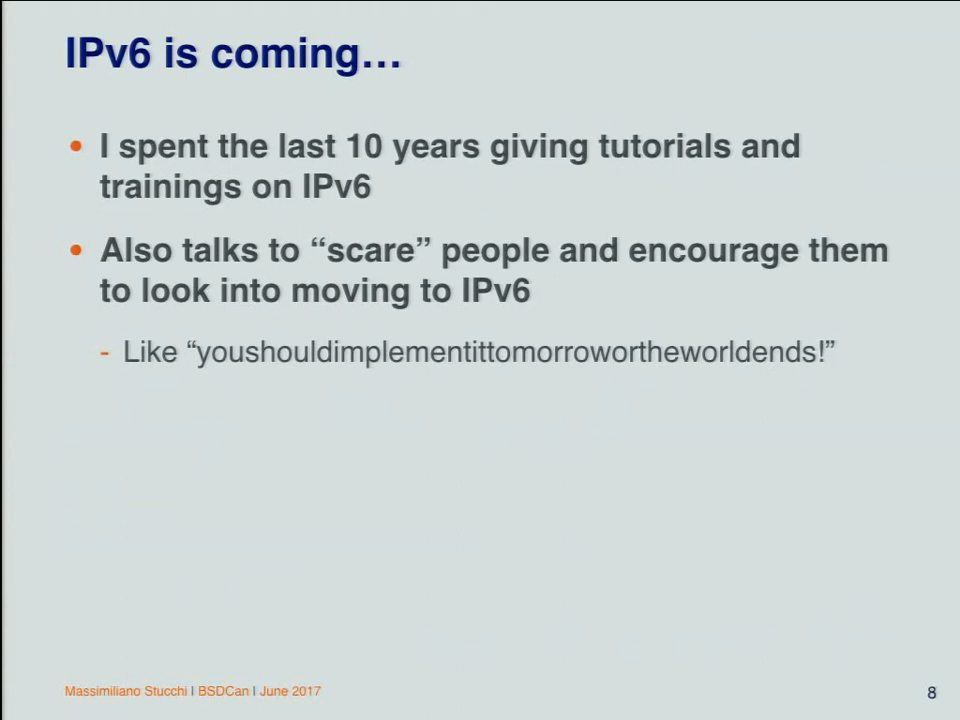 IPv6 is coming…
• I spent the last 10 years giving tutorials and
trainings on IPv6
• Also talks to “scare” people and encourage them
to look into moving to IPv6
- Like “youshouldimplementittomorrowortheworldends!”
Massimiliano Stucchi | BSDCan | June 2017
8